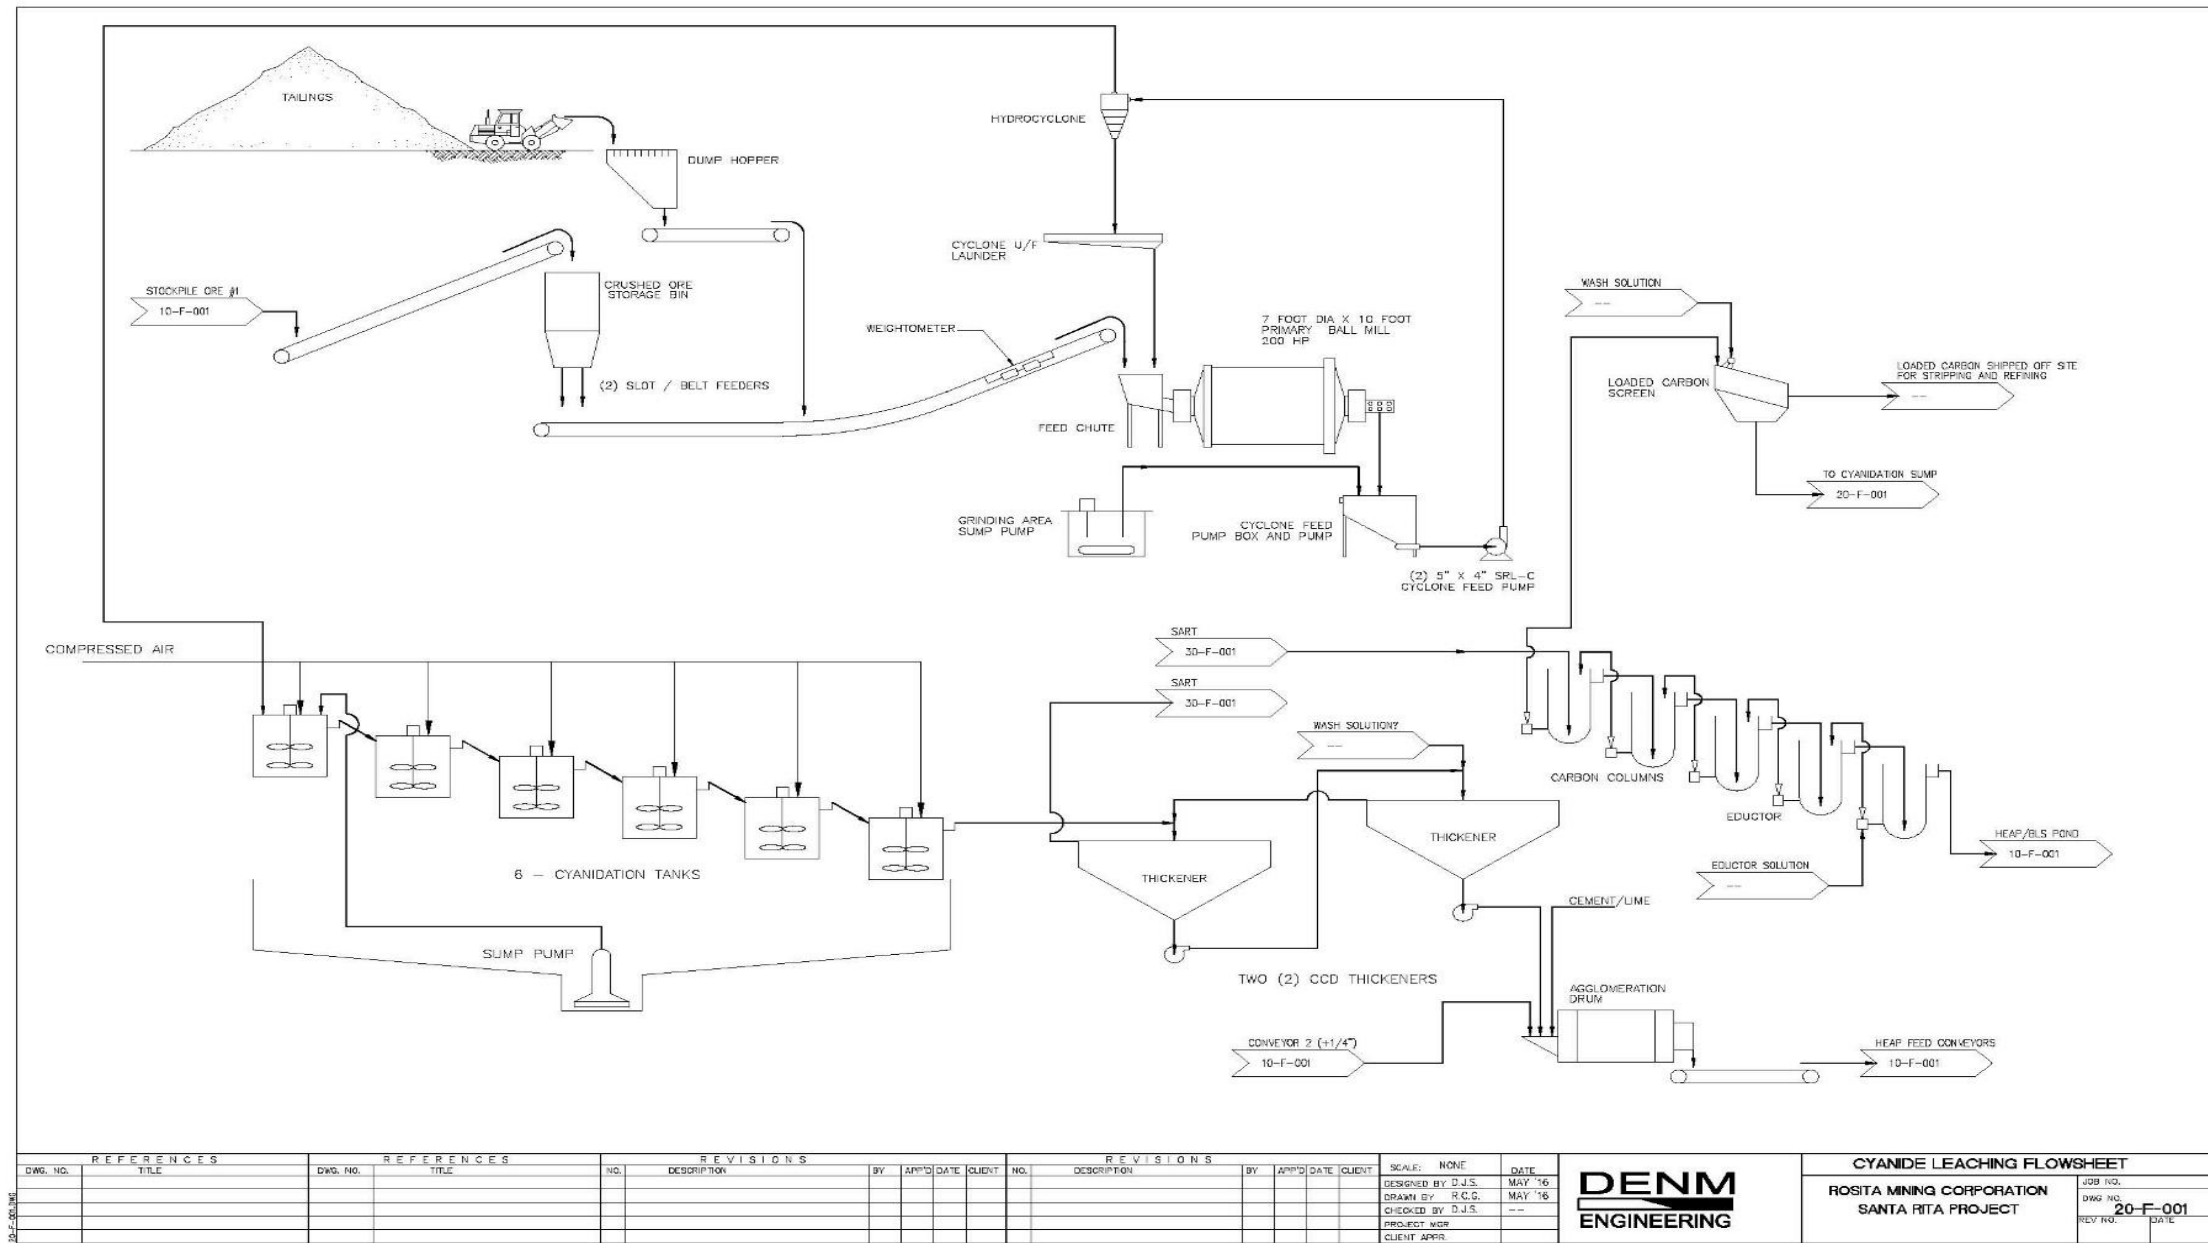 TAILINGS
HYDROCYCLONE
DUMP HOPPER
CYCLONE U/F
LAUNDER
STOCKPILE ORE #1
10-F-001
CRUSHED ORE
STORAGE BIN
WASH SOLUTION
--
WEIGHTOMETER
7 FOOT DIA X 10 FOOT
PRIMARY BALL MILL
200 HP
(2) SLOT / BELT FEEDERS
LOADED CARBON
SCREEN
LOADED CARBON SHIPPED OFF SITE
FOR STRIPPING AND REFINING
--
FEED CHUTE
TO CYANIDATION SUMP
20-F-001
GRINDING AREA
SUMP PUMP
CYCLONE FEED
PUMP BOX AND PUMP
(2) 5" X 4" SRL-C
CYCLONE FEED PUMP
COMPRESSED AIR
SART
30-F-001
SART
30-F-001
WASH SOLUTION?
--
CARBON COLUMNS
EDUCTOR
THICKENER
THICKENER
HEAP/BLS POND
10-F-001
EDUCTOR SOLUTION
--
6 - CYANIDATION TANKS
CEMENT/LIME
SUMP PUMP
TWO (2) CCD THICKENERS
AGGLOMERATION
DRUM
CONVEYOR 2 (+1/4")
10-F-001
HEAP FEED CONVEYORS
10-F-001
REFERENCES
DWG. NO. TITLE
REFERENCES
DWG. NO. TITLE
REVISIONS
NO. DESCRIPTION BY APP'D DATE CLIENT
REVISIONS
NO. DESCRIPTION BY APP'D DATE CLIENT
SCALE: NONE DATE
DESIGNED BY D.J.S. MAY '16
DRAWN BY R.C.G. MAY '16
CHECKED BY D.J.S. --
PROJECT MGR
CLIENT APPR.
DENM
ENGINEERING
CYANIDE LEACHING FLOWSHEET
ROSITA MINING CORPORATION
SANTA RITA PROJECT
JOB NO.
DWG NO.
20-F-001
REV NO. DATE
20-F-001.DWG